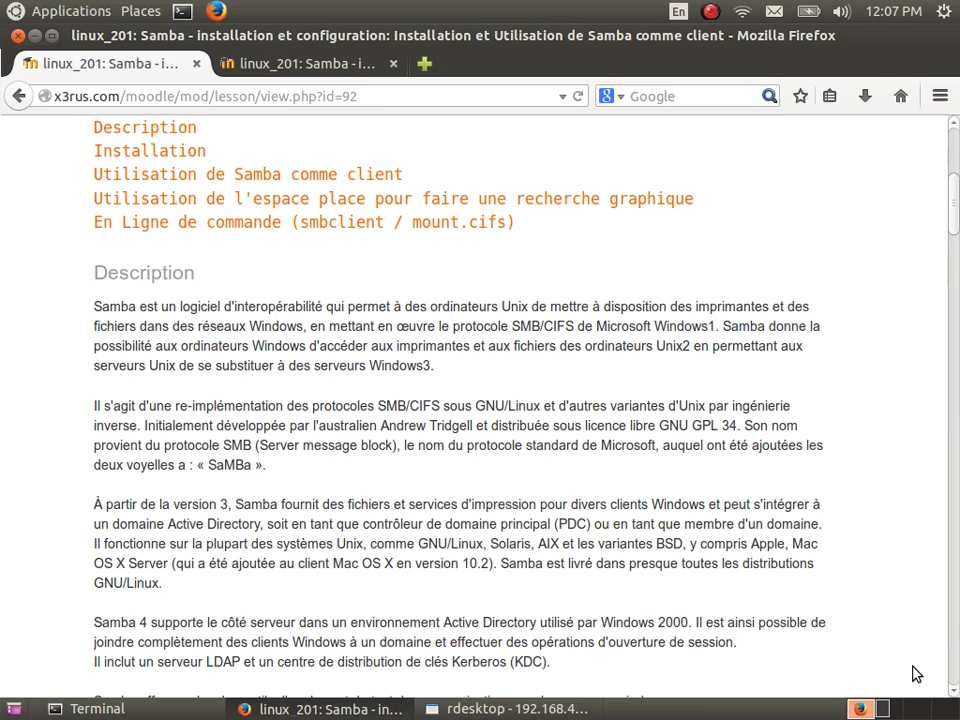 Applications Places En 12:07 PM
linux_201: Samba - installation et configuration: Installation et Utilisation de Samba comme client - Mozilla Firefox
linux_201: Samba - i... linux_201: Samba - i...
x3rus.com/moodle/mod/lesson/view.php?id=92 Google
Description
Installation
Utilisation de Samba comme client
Utilisation de l'espace place pour faire une recherche graphique
En Ligne de commande (smbclient / mount.cifs)
Description
Samba est un logiciel d'interopérabilité qui permet à des ordinateurs Unix de mettre à disposition des imprimantes et des
fichiers dans des réseaux Windows, en mettant en œuvre le protocole SMB/CIFS de Microsoft Windows1. Samba donne la
possibilité aux ordinateurs Windows d'accéder aux imprimantes et aux fichiers des ordinateurs Unix2 en permettant aux
serveurs Unix de se substituer à des serveurs Windows3.
Il s'agit d'une re-implémentation des protocoles SMB/CIFS sous GNU/Linux et d'autres variantes d'Unix par ingénierie
inverse. Initialement développée par l'australien Andrew Tridgell et distribuée sous licence libre GNU GPL 34. Son nom
provient du protocole SMB (Server message block), le nom du protocole standard de Microsoft, auquel ont été ajoutées les
deux voyelles a : « SaMBa ».
À partir de la version 3, Samba fournit des fichiers et services d'impression pour divers clients Windows et peut s'intégrer à
un domaine Active Directory, soit en tant que contrôleur de domaine principal (PDC) ou en tant que membre d'un domaine.
Il fonctionne sur la plupart des systèmes Unix, comme GNU/Linux, Solaris, AIX et les variantes BSD, y compris Apple, Mac
OS X Server (qui a été ajoutée au client Mac OS X en version 10.2). Samba est livré dans presque toutes les distributions
GNU/Linux.
Samba 4 supporte le côté serveur dans un environnement Active Directory utilisé par Windows 2000. Il est ainsi possible de
joindre complètement des clients Windows à un domaine et effectuer des opérations d'ouverture de session.
Il inclut un serveur LDAP et un centre de distribution de clés Kerberos (KDC).
Terminal linux_201: Samba - in... rdesktop - 192.168.4...